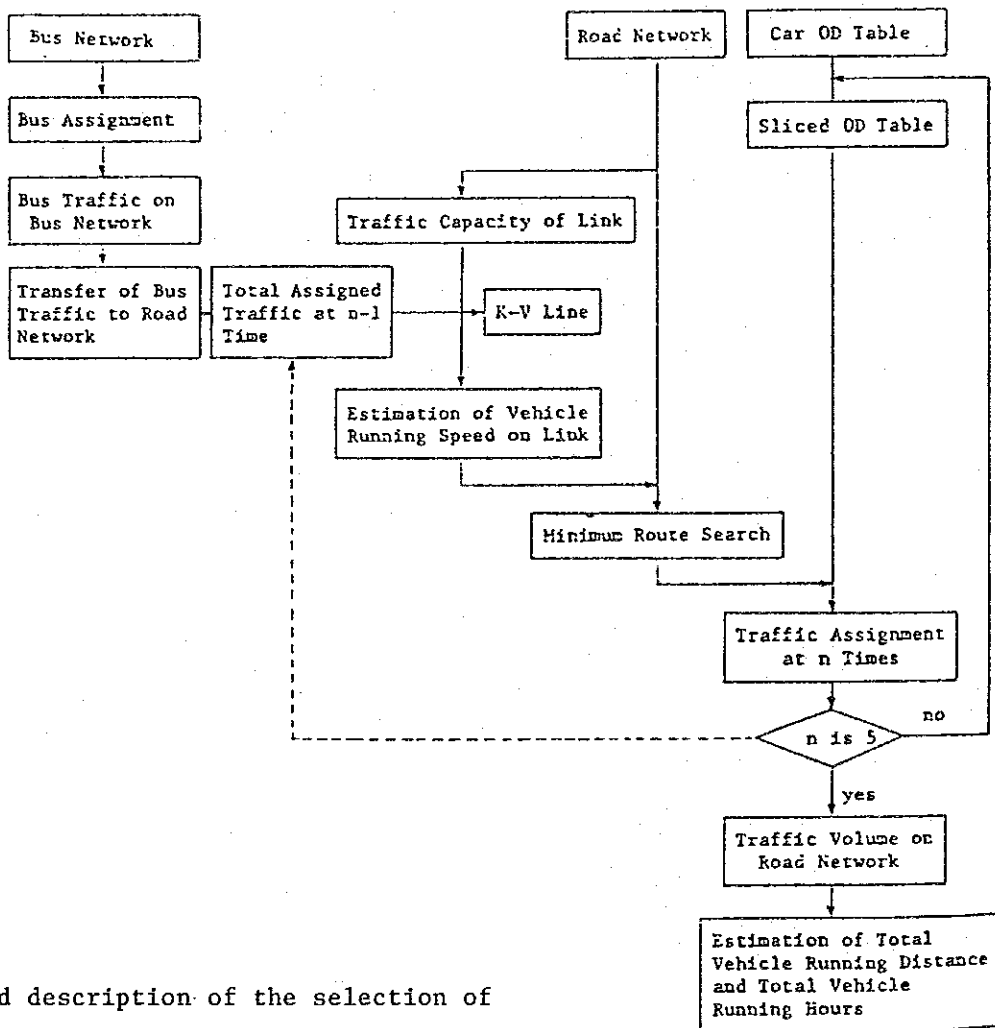 Bus Network
Road Network
Car OD Table
Bus Assignment
Sliced OD Table
Bus Traffic on
Bus Network
Traffic Capacity of Link
Transfer of Bus
Traffic to Road
Network
Total Assigned
Traffic at n-1
Time
K-V Line
Estimation of Vehicle
Running Speed on Link
Minimum Route Search
Traffic Assignment
at n Times
n is 5
no
yes
Traffic Volume on
Road Network
Estimation of Total
Vehicle Running Distance
and Total Vehicle
Running Hours
d description of the selection of